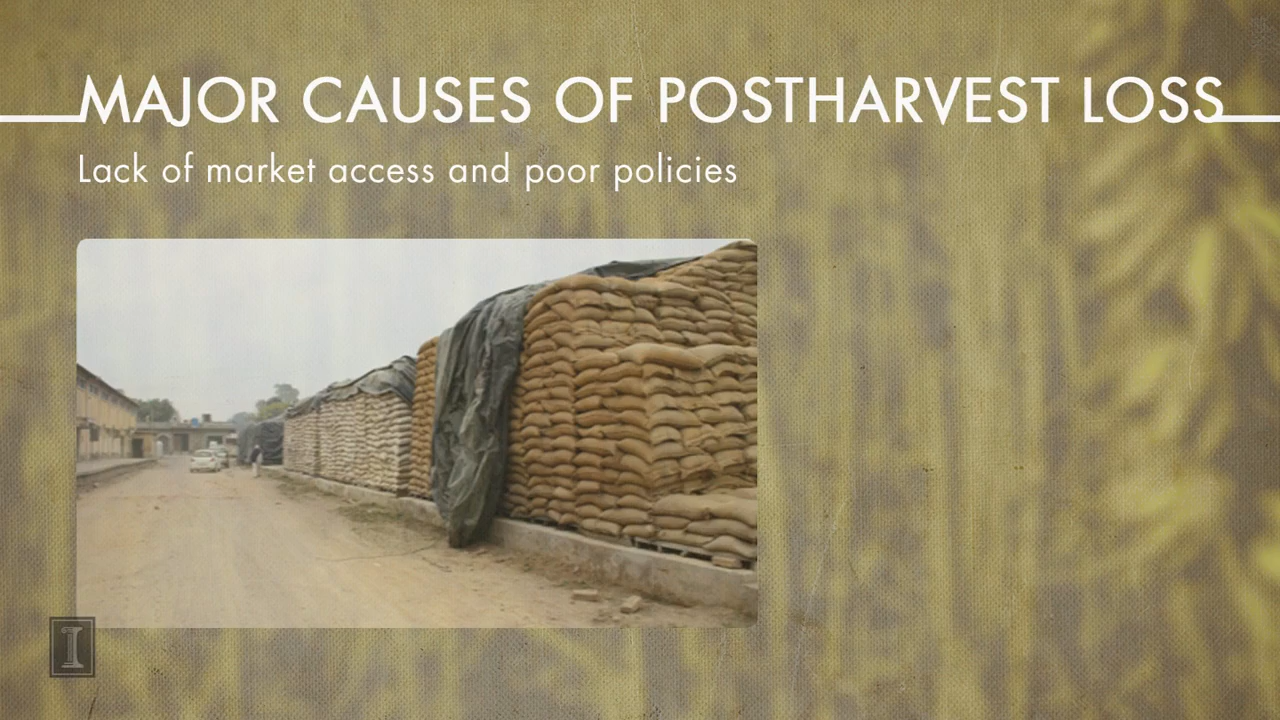 MAJOR CAUSES OF POSTHARVEST LOSS
Lack of market access and poor policies
I